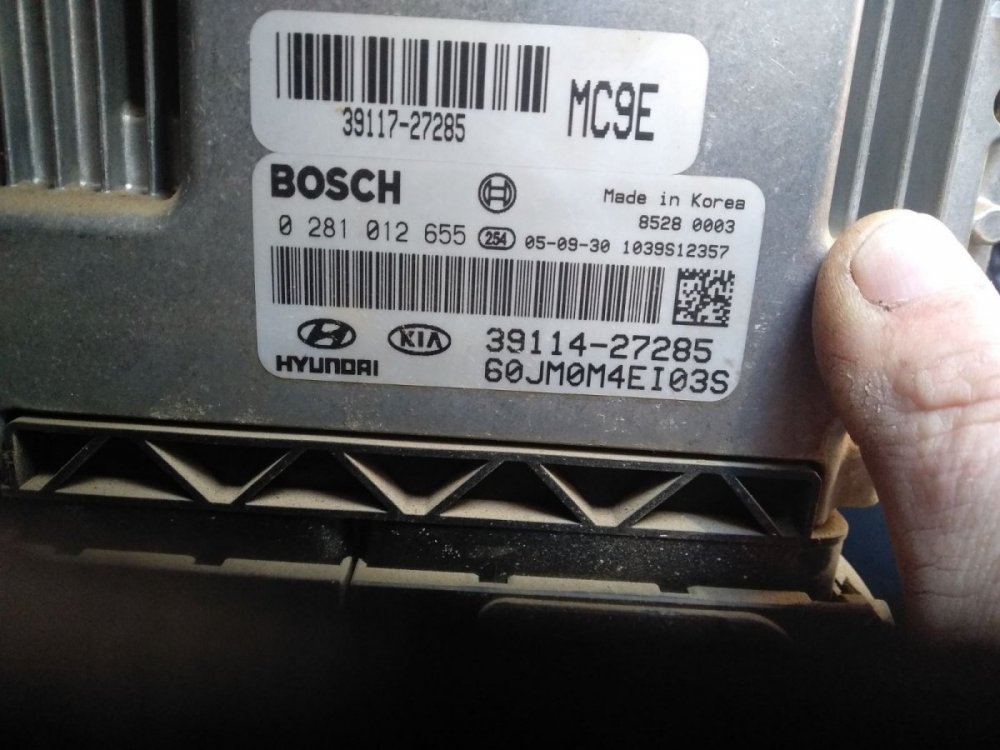 39117-27285
MC9E
BOSCH
Made in Korea
8528 0003
0 281 012 655 254 05-09-30 1039S12357
HYUNDAI
KIA
39114-27285
60JM0M4EI03S